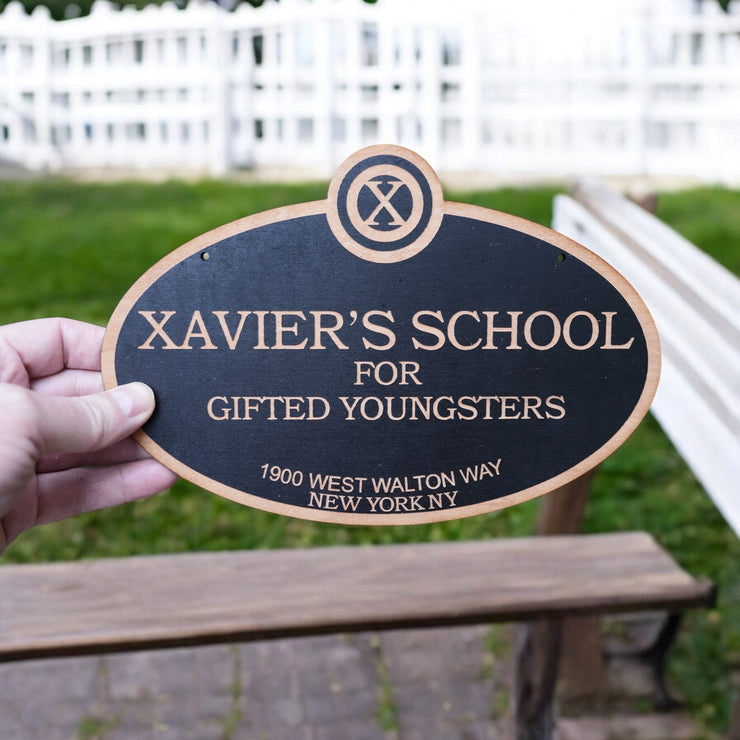 X
XAVIER'S SCHOOL
FOR
GIFTED YOUNGSTERS
1900 WEST WALTON WAY
NEW YORK NY